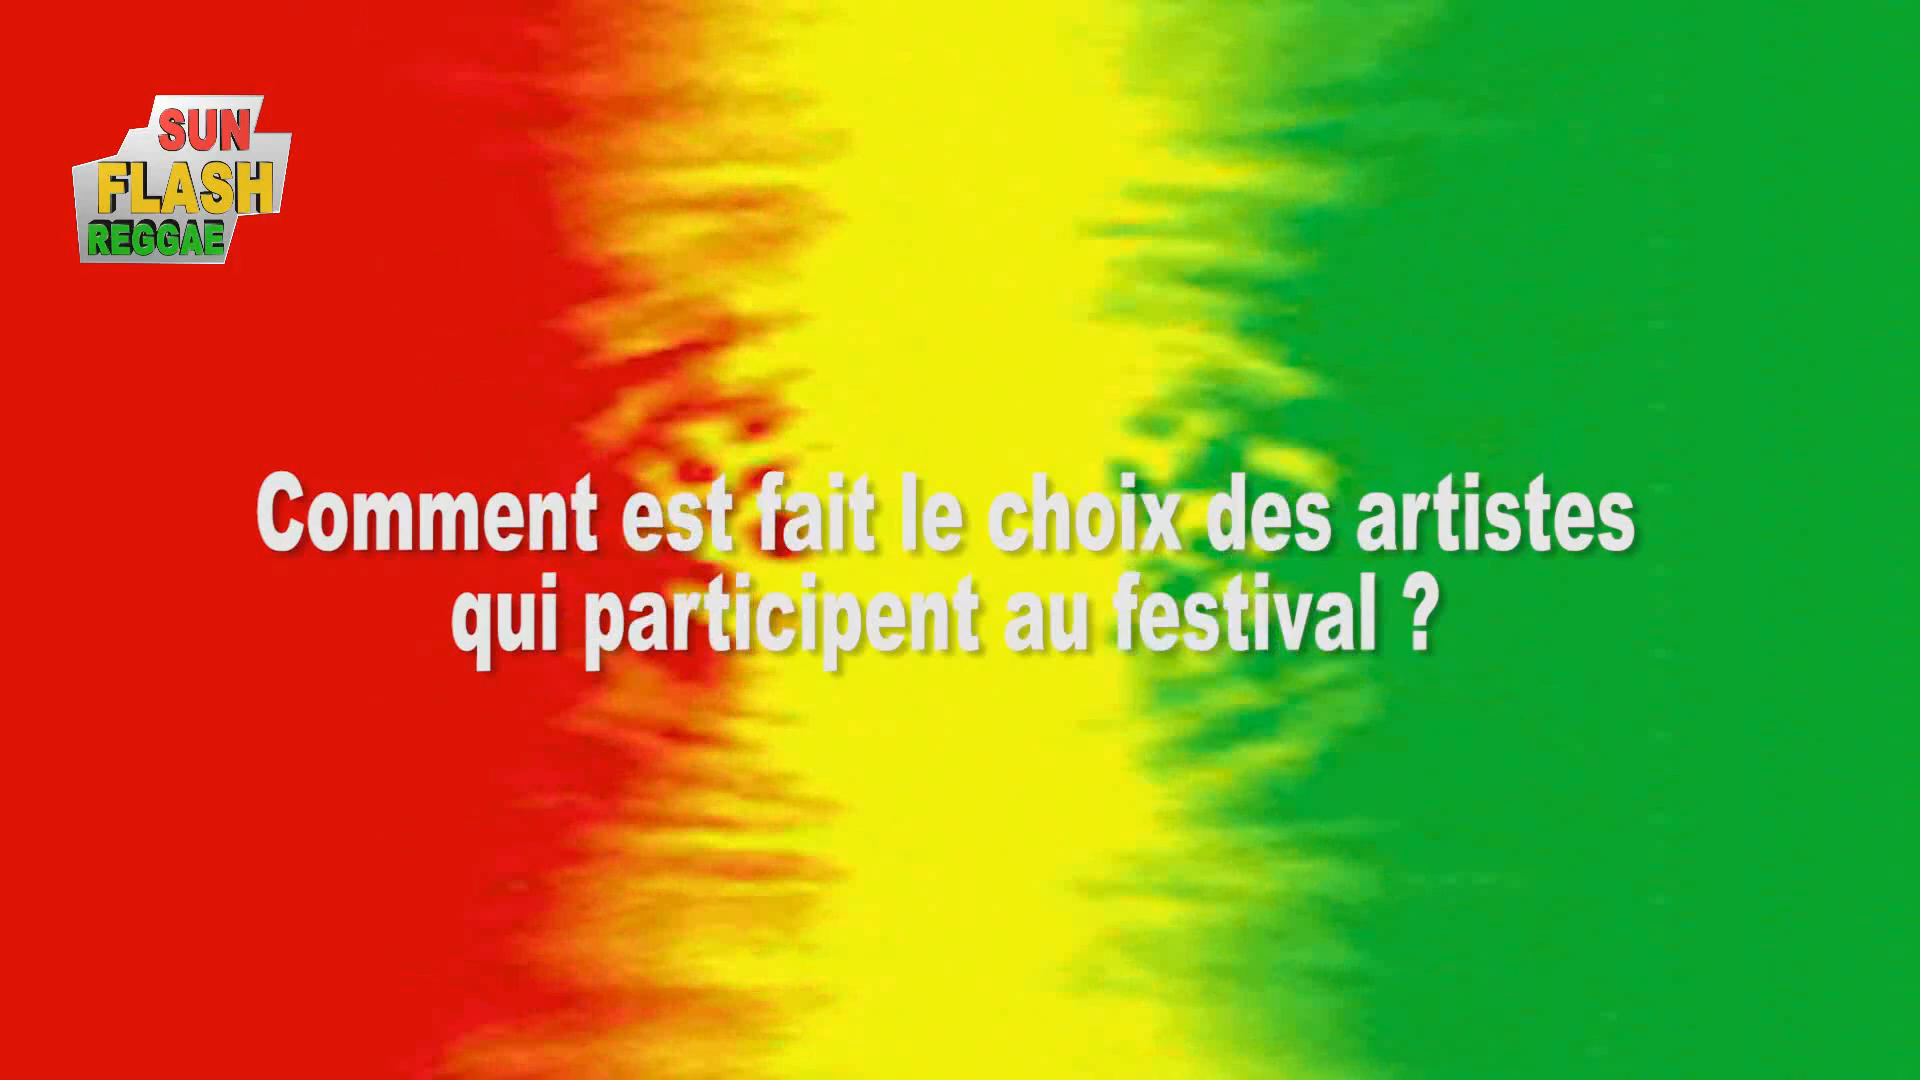 SUN
FLASH
REGGAE
Comment est fait le choix des artistes
qui participent au festival ?